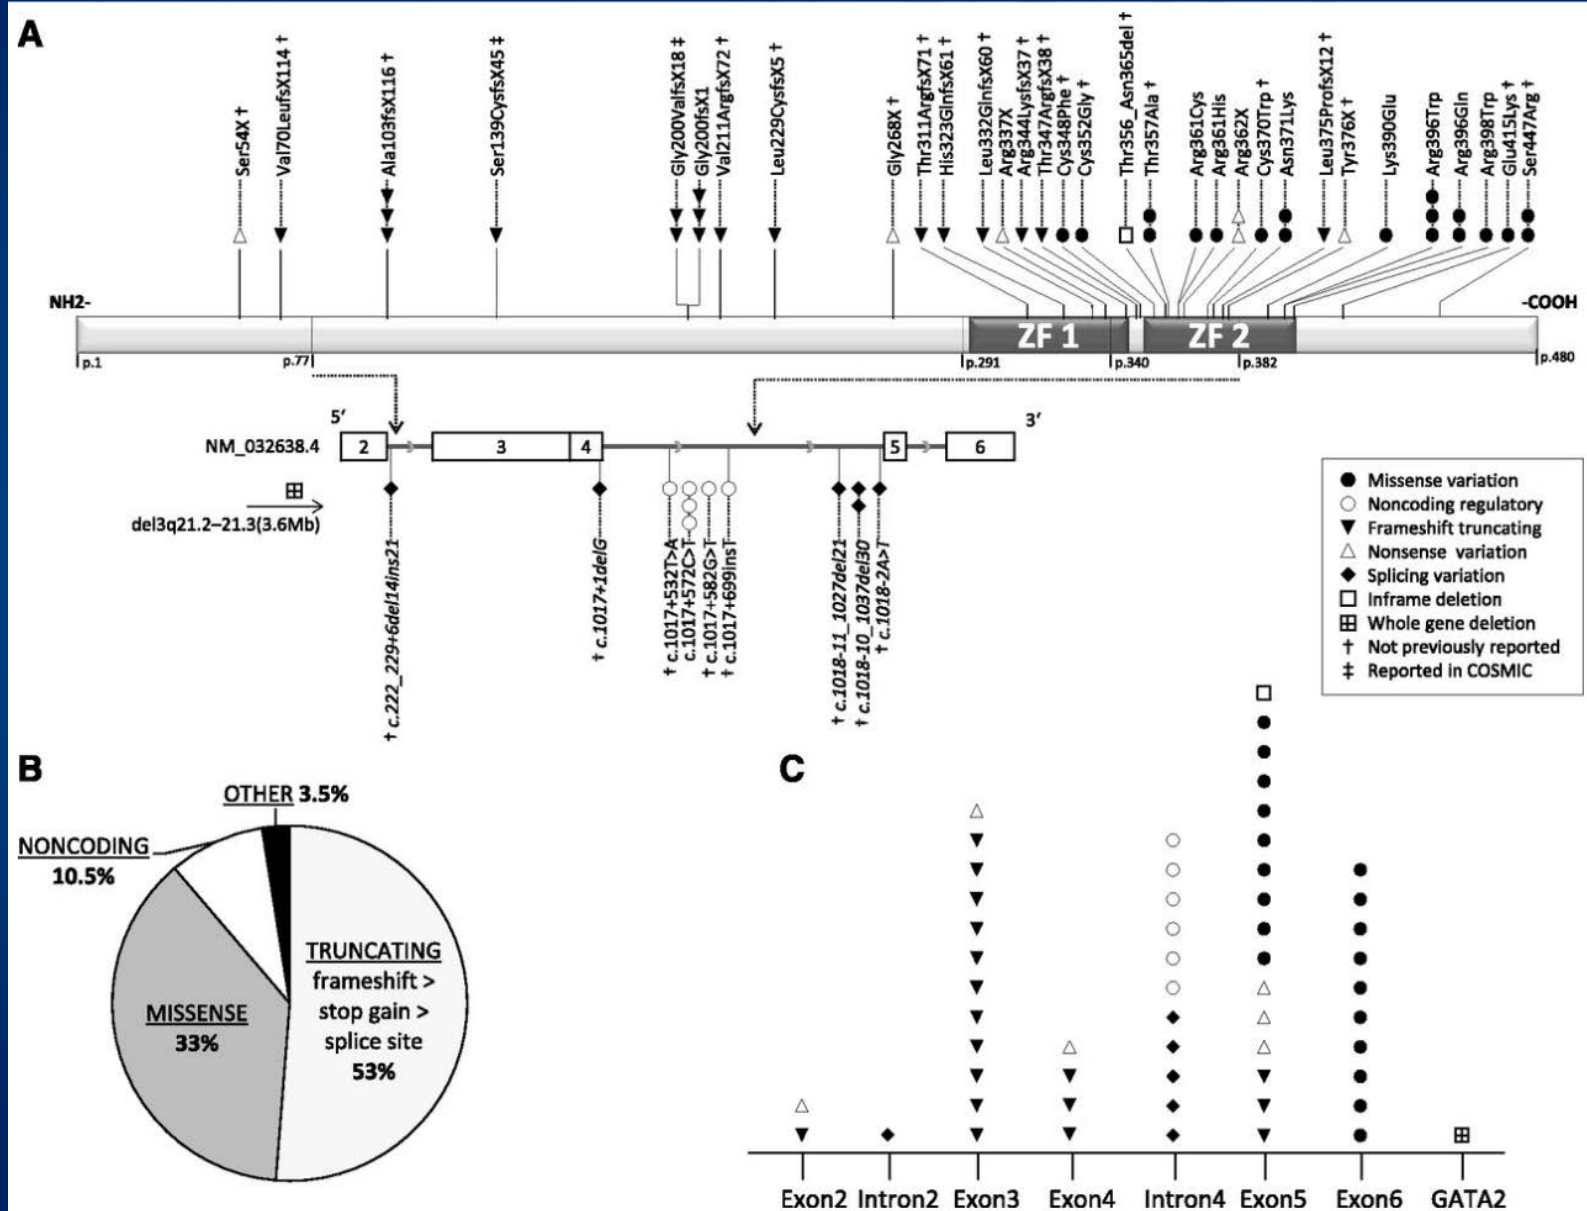 A
Ser54X †
Val70LeufsX114 †
Ala103fsX116 †
Ser139CysfsX45 ‡
Gly200ValfsX18 ‡
Gly200fsX1
Val211ArgfsX72 †
Leu229CysfsX5 †
Gly268X †
Thr311ArgfsX71 †
His323GlnfsX61 †
Leu332GlnfsX60 †
Arg337X
Arg344LysfsX37 †
Thr347ArgfsX38 †
Cys348Phe †
Cys352Gly †
Thr356_Asn365del †
Thr357Ala †
Arg361Cys
Arg361His
Arg362X
Cys370Trp †
Asn371Lys
Leu375ProfsX12 †
Tyr376X †
Lys390Glu
Arg396Trp
Arg396Gln
Arg398Trp
Glu415Lys †
Ser447Arg †
NH2-
-COOH
ZF 1
ZF 2
p.1
p.77
p.291
p.340
p.382
p.480
5′
3′
NM_032638.4
2
3
4
5
6
del3q21.2–21.3(3.6Mb)
† c.222_229+6del14ins21
† c.1017+1delG
† c.1017+532T>A
c.1017+572C>T
† c.1017+582G>T
† c.1017+699insT
† c.1018-11_1027del21
† c.1018-10_1037del30
† c.1018-2A>T
Missense variation
Noncoding regulatory
Frameshift truncating
Nonsense variation
Splicing variation
Inframe deletion
Whole gene deletion
† Not previously reported
‡ Reported in COSMIC
B
OTHER 3.5%
NONCODING
10.5%
MISSENSE
33%
TRUNCATING
frameshift >
stop gain >
splice site
53%
C
Exon2 Intron2 Exon3 Exon4 Intron4 Exon5 Exon6 GATA2